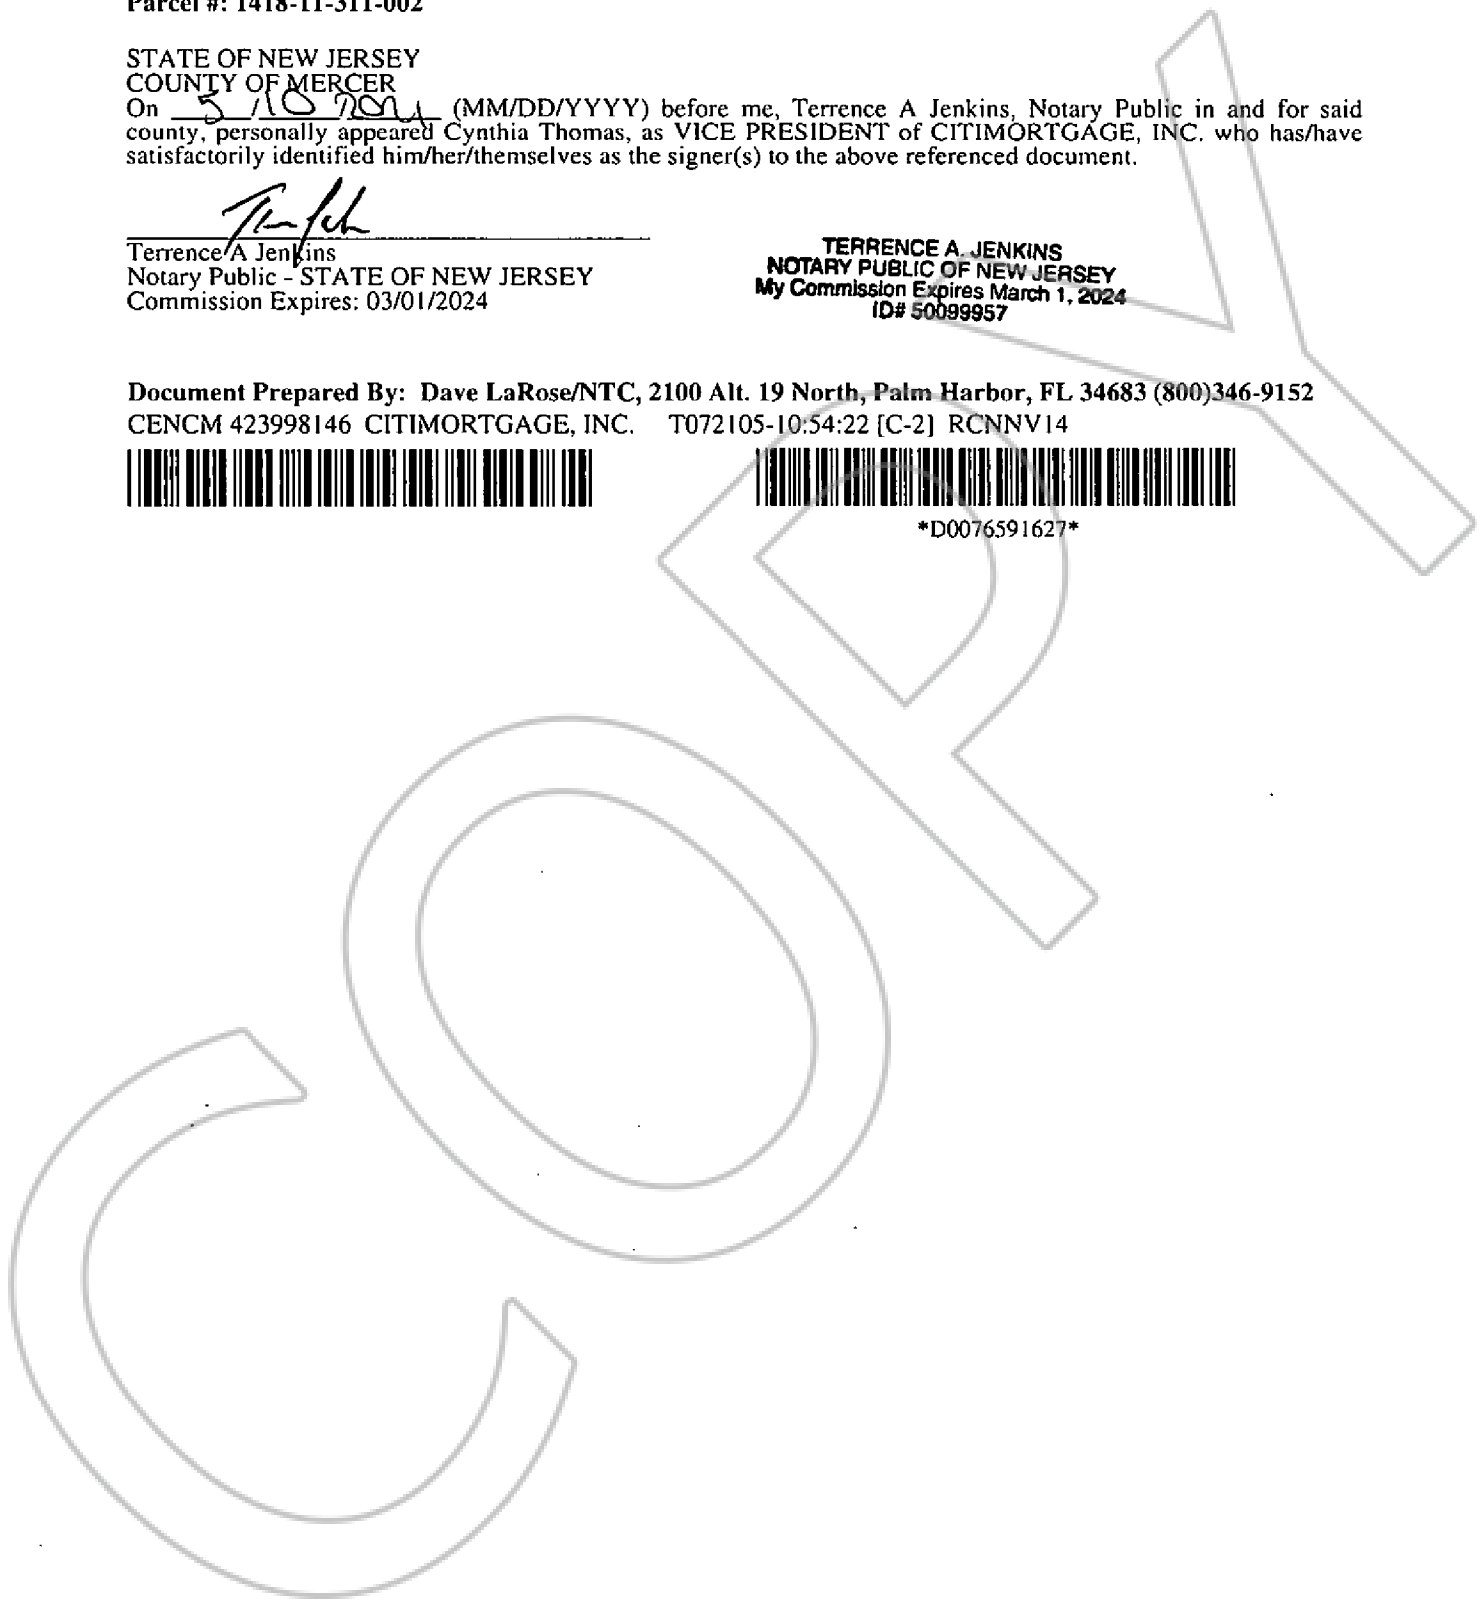 Parcel #: 1418-11-311-002
STATE OF NEW JERSEY
COUNTY OF MERCER
On 5/10/2021 (MM/DD/YYYY) before me, Terrence A Jenkins, Notary Public in and for said
county, personally appeared Cynthia Thomas, as VICE PRESIDENT of CITIMORTGAGE, INC. who has/have
satisfactorily identified him/her/themselves as the signer(s) to the above referenced document.
Terrence A Jenkins
Notary Public - STATE OF NEW JERSEY
Commission Expires: 03/01/2024
TERRENCE A. JENKINS
NOTARY PUBLIC OF NEW JERSEY
My Commission Expires March 1, 2024
ID# 50099957
Document Prepared By: Dave LaRose/NTC, 2100 Alt. 19 North, Palm Harbor, FL 34683 (800)346-9152
CENCM 423998146 CITIMORTGAGE, INC. T072105-10:54:22 [C-2] RCNNV14
*D0076591627*
COPY